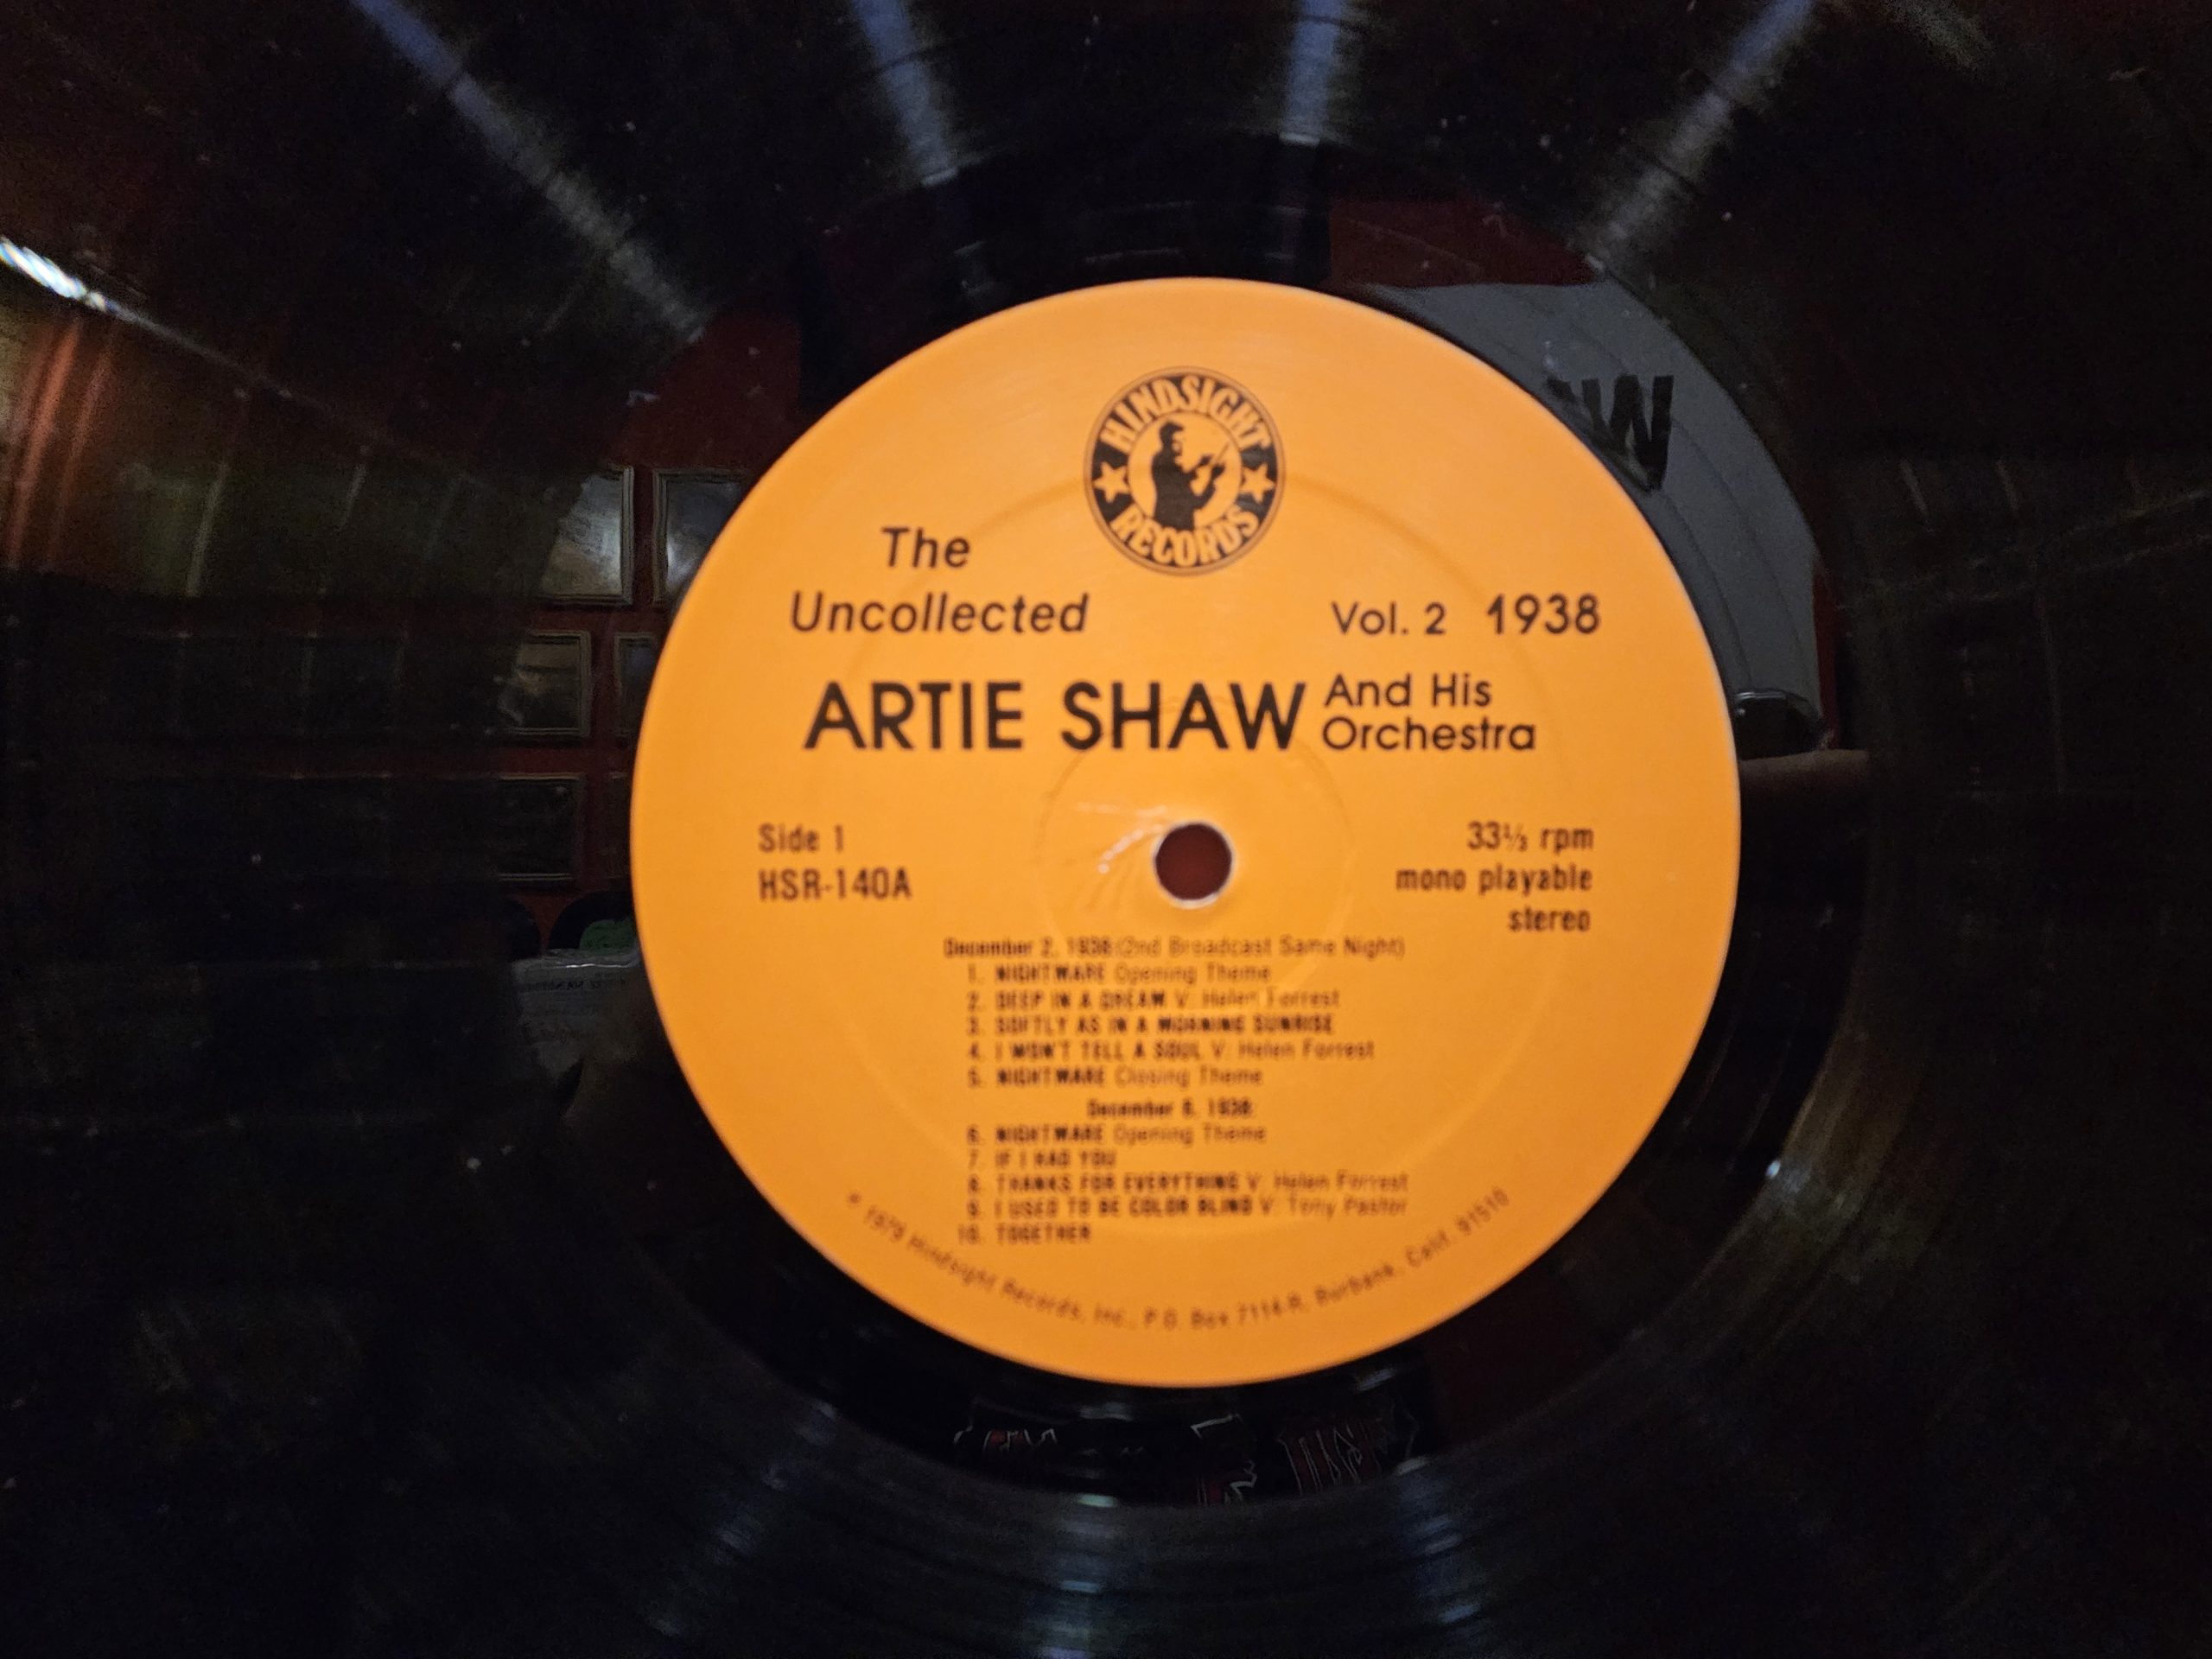 HINDSIGHT
RECORDS
The
Uncollected
Vol. 2 1938
ARTIE SHAW And His
Orchestra
Side 1
HSR-140A
33⅓ rpm
mono playable
stereo
December 2, 1938 (2nd Broadcast Same Night)
1. NIGHTMARE Opening Theme
2. DEEP IN A DREAM V: Helen Forrest
3. SOFTLY AS IN A MORNING SUNRISE
4. I WON'T TELL A SOUL V: Helen Forrest
5. NIGHTMARE Closing Theme
December 6, 1938:
6. NIGHTMARE Opening Theme
7. IF I HAD YOU
8. THANKS FOR EVERYTHING V: Helen Forrest
9. I USED TO BE COLOR BLIND V: Tony Pastor
10. TOGETHER
℗ 1979 Hindsight Records, Inc., P.O. Box 7114-R, Burbank, Calif. 91510
W